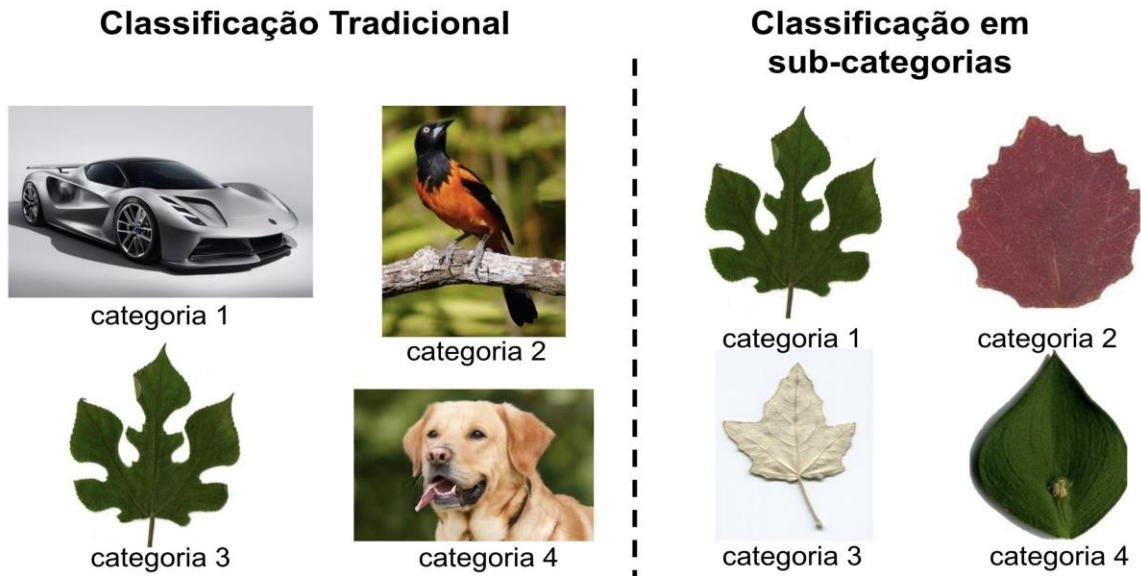 Classificação Tradicional
categoria 1
categoria 2
categoria 3
categoria 4
Classificação em
sub-categorias
categoria 1
categoria 2
categoria 3
categoria 4